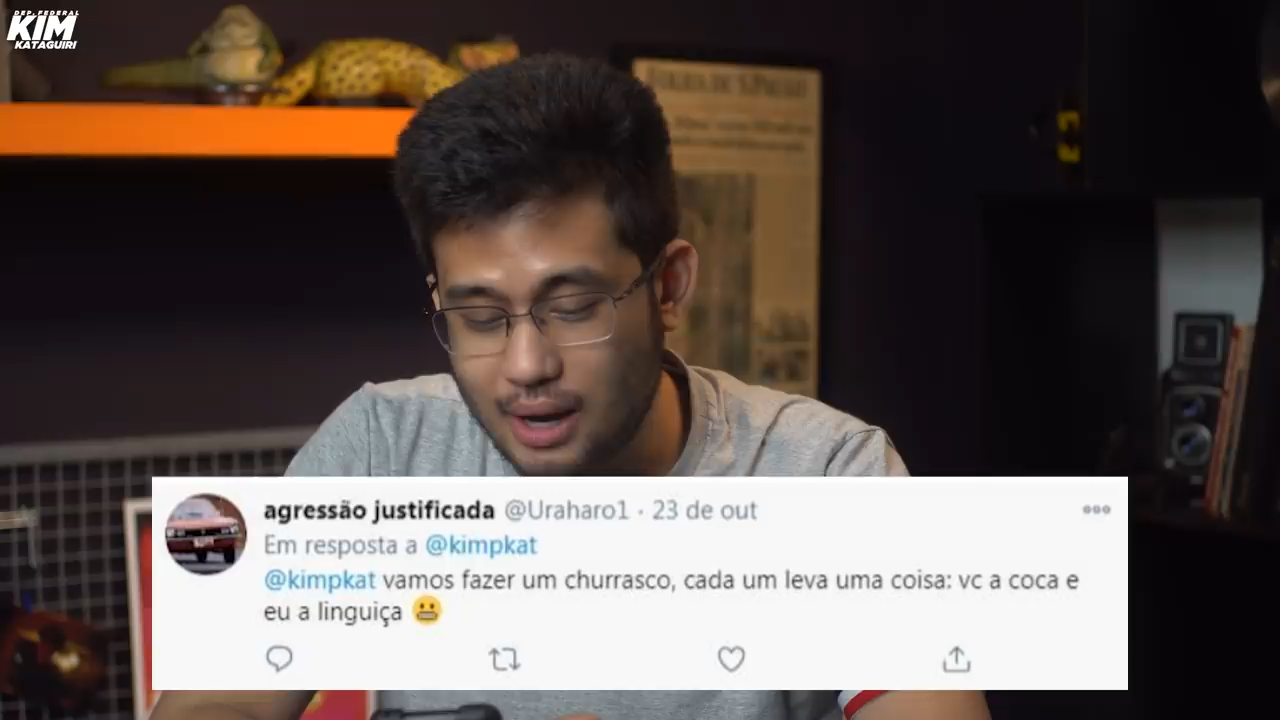 DEP. FEDERAL
KIM
KATAGUIRI
agressão justificada @Uraharo1 · 23 de out
Em resposta a @kimpkat
@kimpkat vamos fazer um churrasco, cada um leva uma coisa: vc a coca e
eu a linguiça 😬